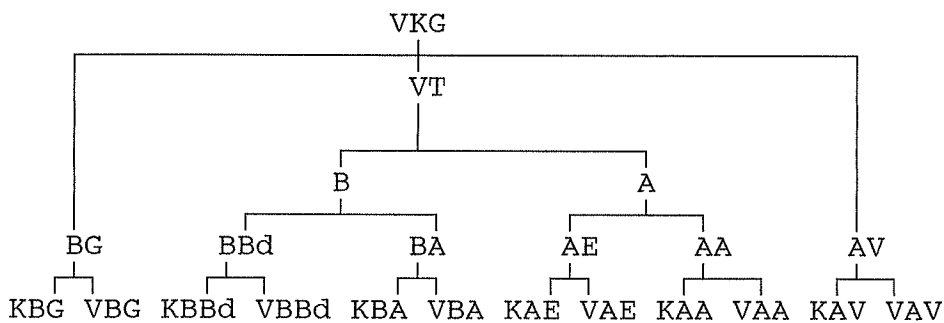 VKG
VT
B A
BG BBd BA AE AA AV
KBG VBG KBBd VBBd KBA VBA KAE VAE KAA VAA KAV VAV